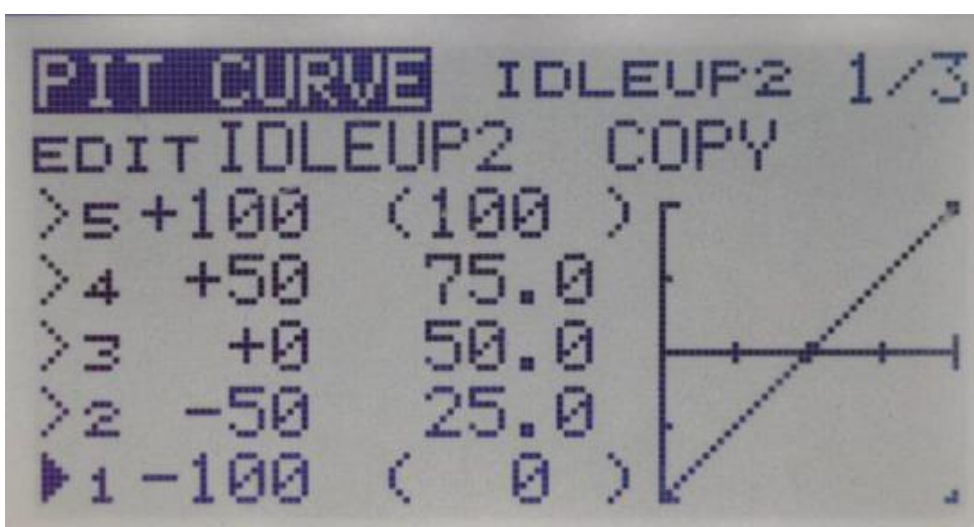 PIT CURVE IDLEUP2 1/3
EDIT IDLEUP2 COPY
>5 +100 (100 )
>4 +50 75.0
>3 +0 50.0
>2 -50 25.0
▶1 -100 ( 0 )